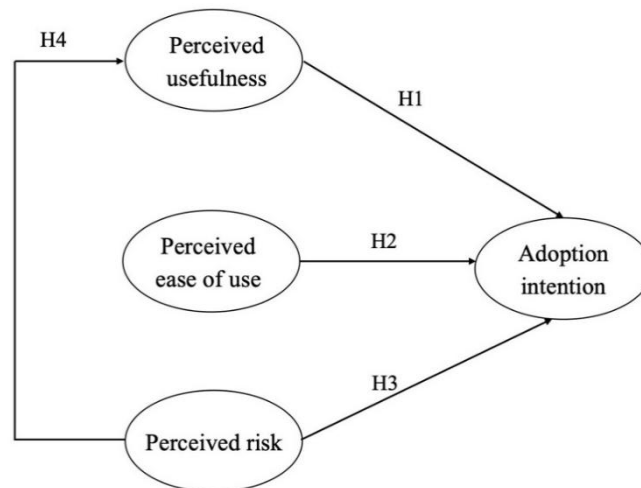 H4
Perceived
usefulness
H1
Perceived
ease of use
H2
Adoption
intention
H3
Perceived risk